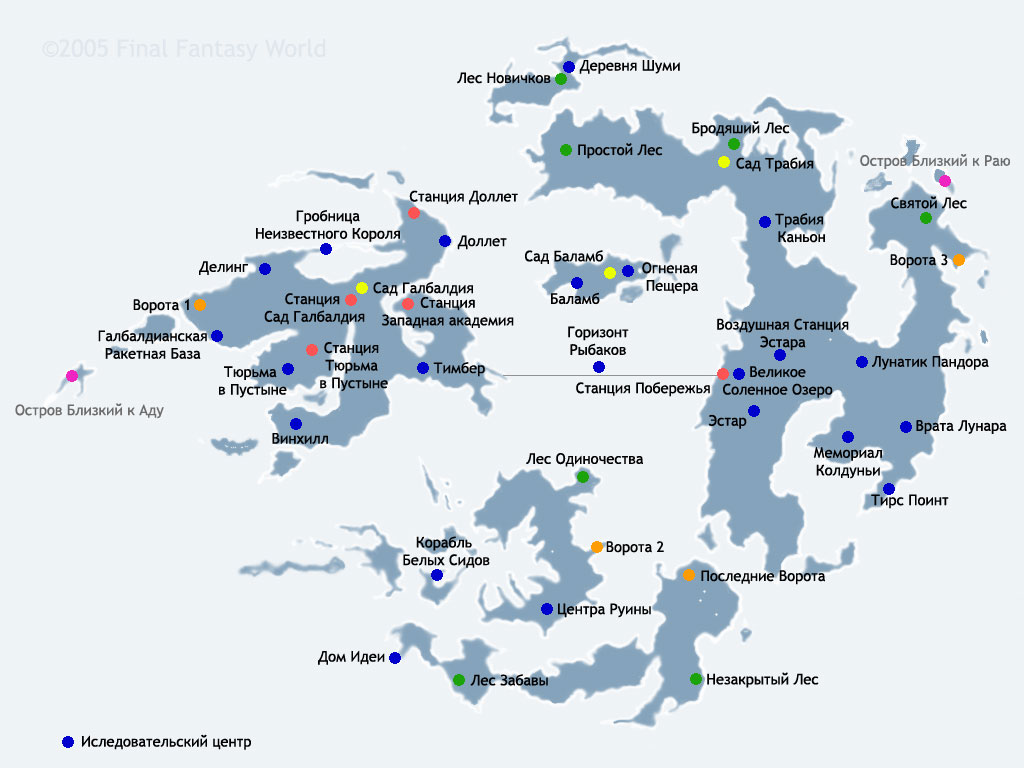 ©2005 Final Fantasy World
Деревня Шуми
Лес Новичков
Бродяший Лес
Простой Лес
Сад Трабия
Остров Близкий к Раю
Станция Доллет
Святой Лес
Гробница
Неизвестного Короля
Трабия
Каньон
Доллет
Сад Баламб
Ворота 3
Делинг
Огненая
Пещера
Сад Галбалдия
Баламб
Ворота 1
Станция
Сад Галбалдия
Станция
Западная академия
Галбалдианская
Ракетная База
Горизонт
Рыбаков
Воздушная Станция
Эстара
Станция
Тюрьма
в Пустыне
Лунатик Пандора
Тюрьма
в Пустыне
Тимбер
Великое
Соленное Озеро
Станция Побережья
Остров Близкий к Аду
Эстар
Врата Лунара
Винхилл
Мемориал
Колдуньи
Лес Одиночества
Тирс Поинт
Корабль
Белых Сидов
Ворота 2
Последние Ворота
Центра Руины
Дом Идеи
Лес Забавы
Незакрытый Лес
Иследовательский центр